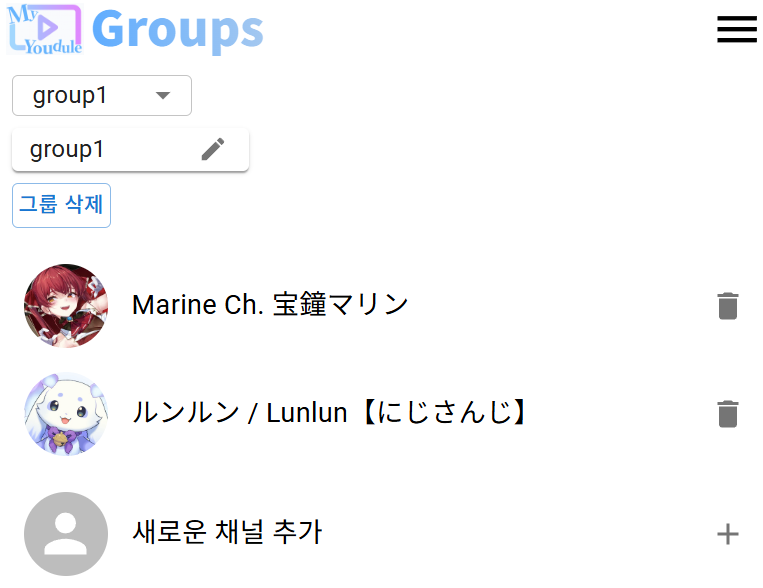 My
Youdule
Groups
group1
group1
그룹 삭제
Marine Ch. 宝鐘マリン
ルンルン / Lunlun【にじさんじ】
새로운 채널 추가